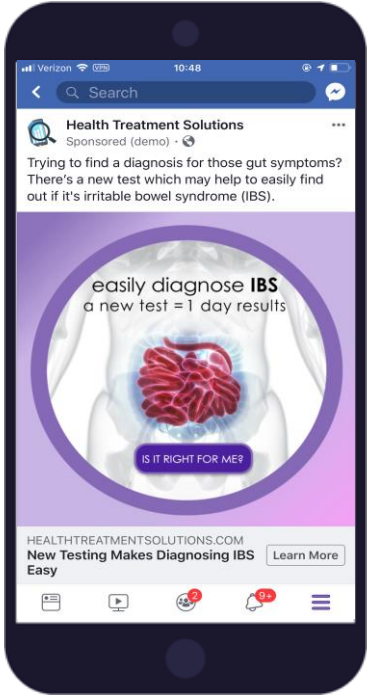 Verizon VPN 10:48
Search
Health Treatment Solutions
Sponsored (demo) ·
Trying to find a diagnosis for those gut symptoms?
There's a new test which may help to easily find
out if it's irritable bowel syndrome (IBS).
easily diagnose IBS
a new test = 1 day results
IS IT RIGHT FOR ME?
HEALTHTREATMENTSOLUTIONS.COM
New Testing Makes Diagnosing IBS
Easy
Learn More
2
9+